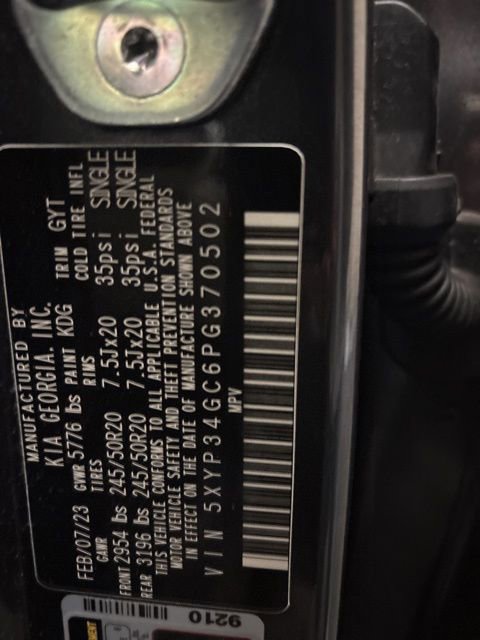 MANUFACTURED BY
KIA GEORGIA, INC.
FEB/07/23 GVWR 5776 lbs PAINT KDG TRIM GYT
GAWR TIRES RIMS COLD TIRE INFL
FRONT 2954 lbs 245/50R20 7.5Jx20 35psi SINGLE
REAR 3196 lbs 245/50R20 7.5Jx20 35psi SINGLE
THIS VEHICLE CONFORMS TO ALL APPLICABLE U.S.A. FEDERAL
MOTOR VEHICLE SAFETY AND THEFT PREVENTION STANDARDS
IN EFFECT ON THE DATE OF MANUFACTURE SHOWN ABOVE
VIN 5XYP34GC6PG370502
MPV
9210